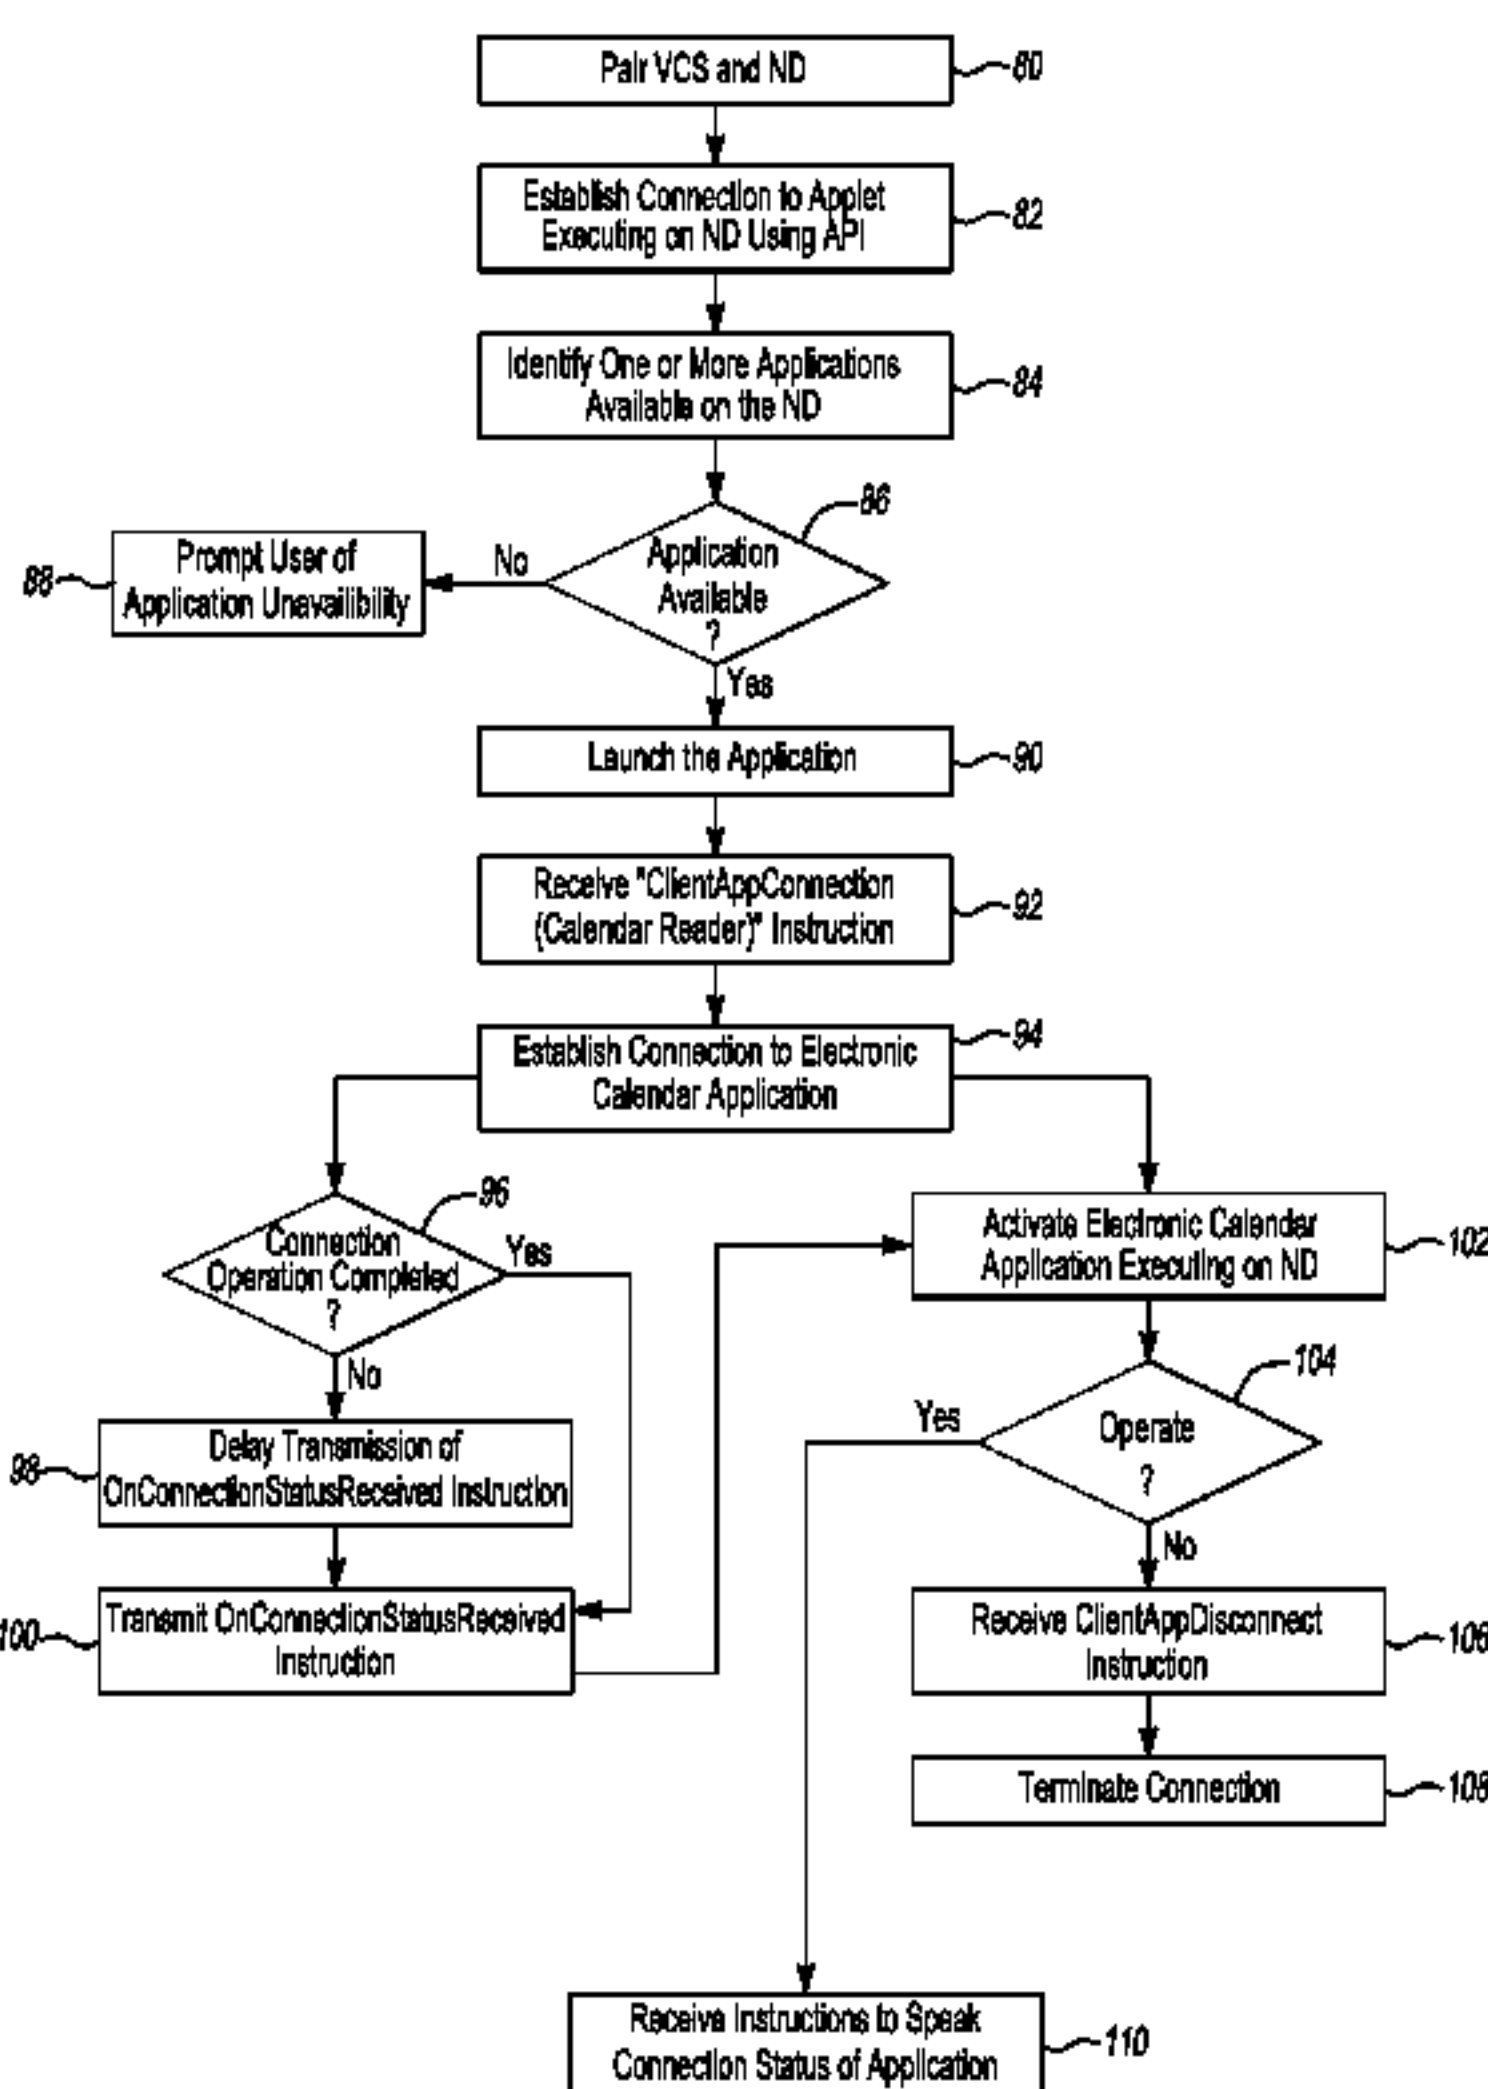 Pair VCS and ND
80
Establish Connection to Applet
Executing on ND Using API
82
Identify One or More Applications
Available on the ND
84
86
Application
Available
?
No
Prompt User of
Application Unavailibility
88
Yes
Launch the Application
90
Receive "ClientAppConnection
(Calendar Reader)" Instruction
92
Establish Connection to Electronic
Calendar Application
94
96
Connection
Operation Completed
?
Yes
No
Delay Transmission of
OnConnectionStatusReceived Instruction
98
Transmit OnConnectionStatusReceived
Instruction
100
Activate Electronic Calendar
Application Executing on ND
102
104
Operate
?
Yes
No
Receive ClientAppDisconnect
Instruction
106
Terminate Connection
108
Receive Instructions to Speak
Connection Status of Application
110